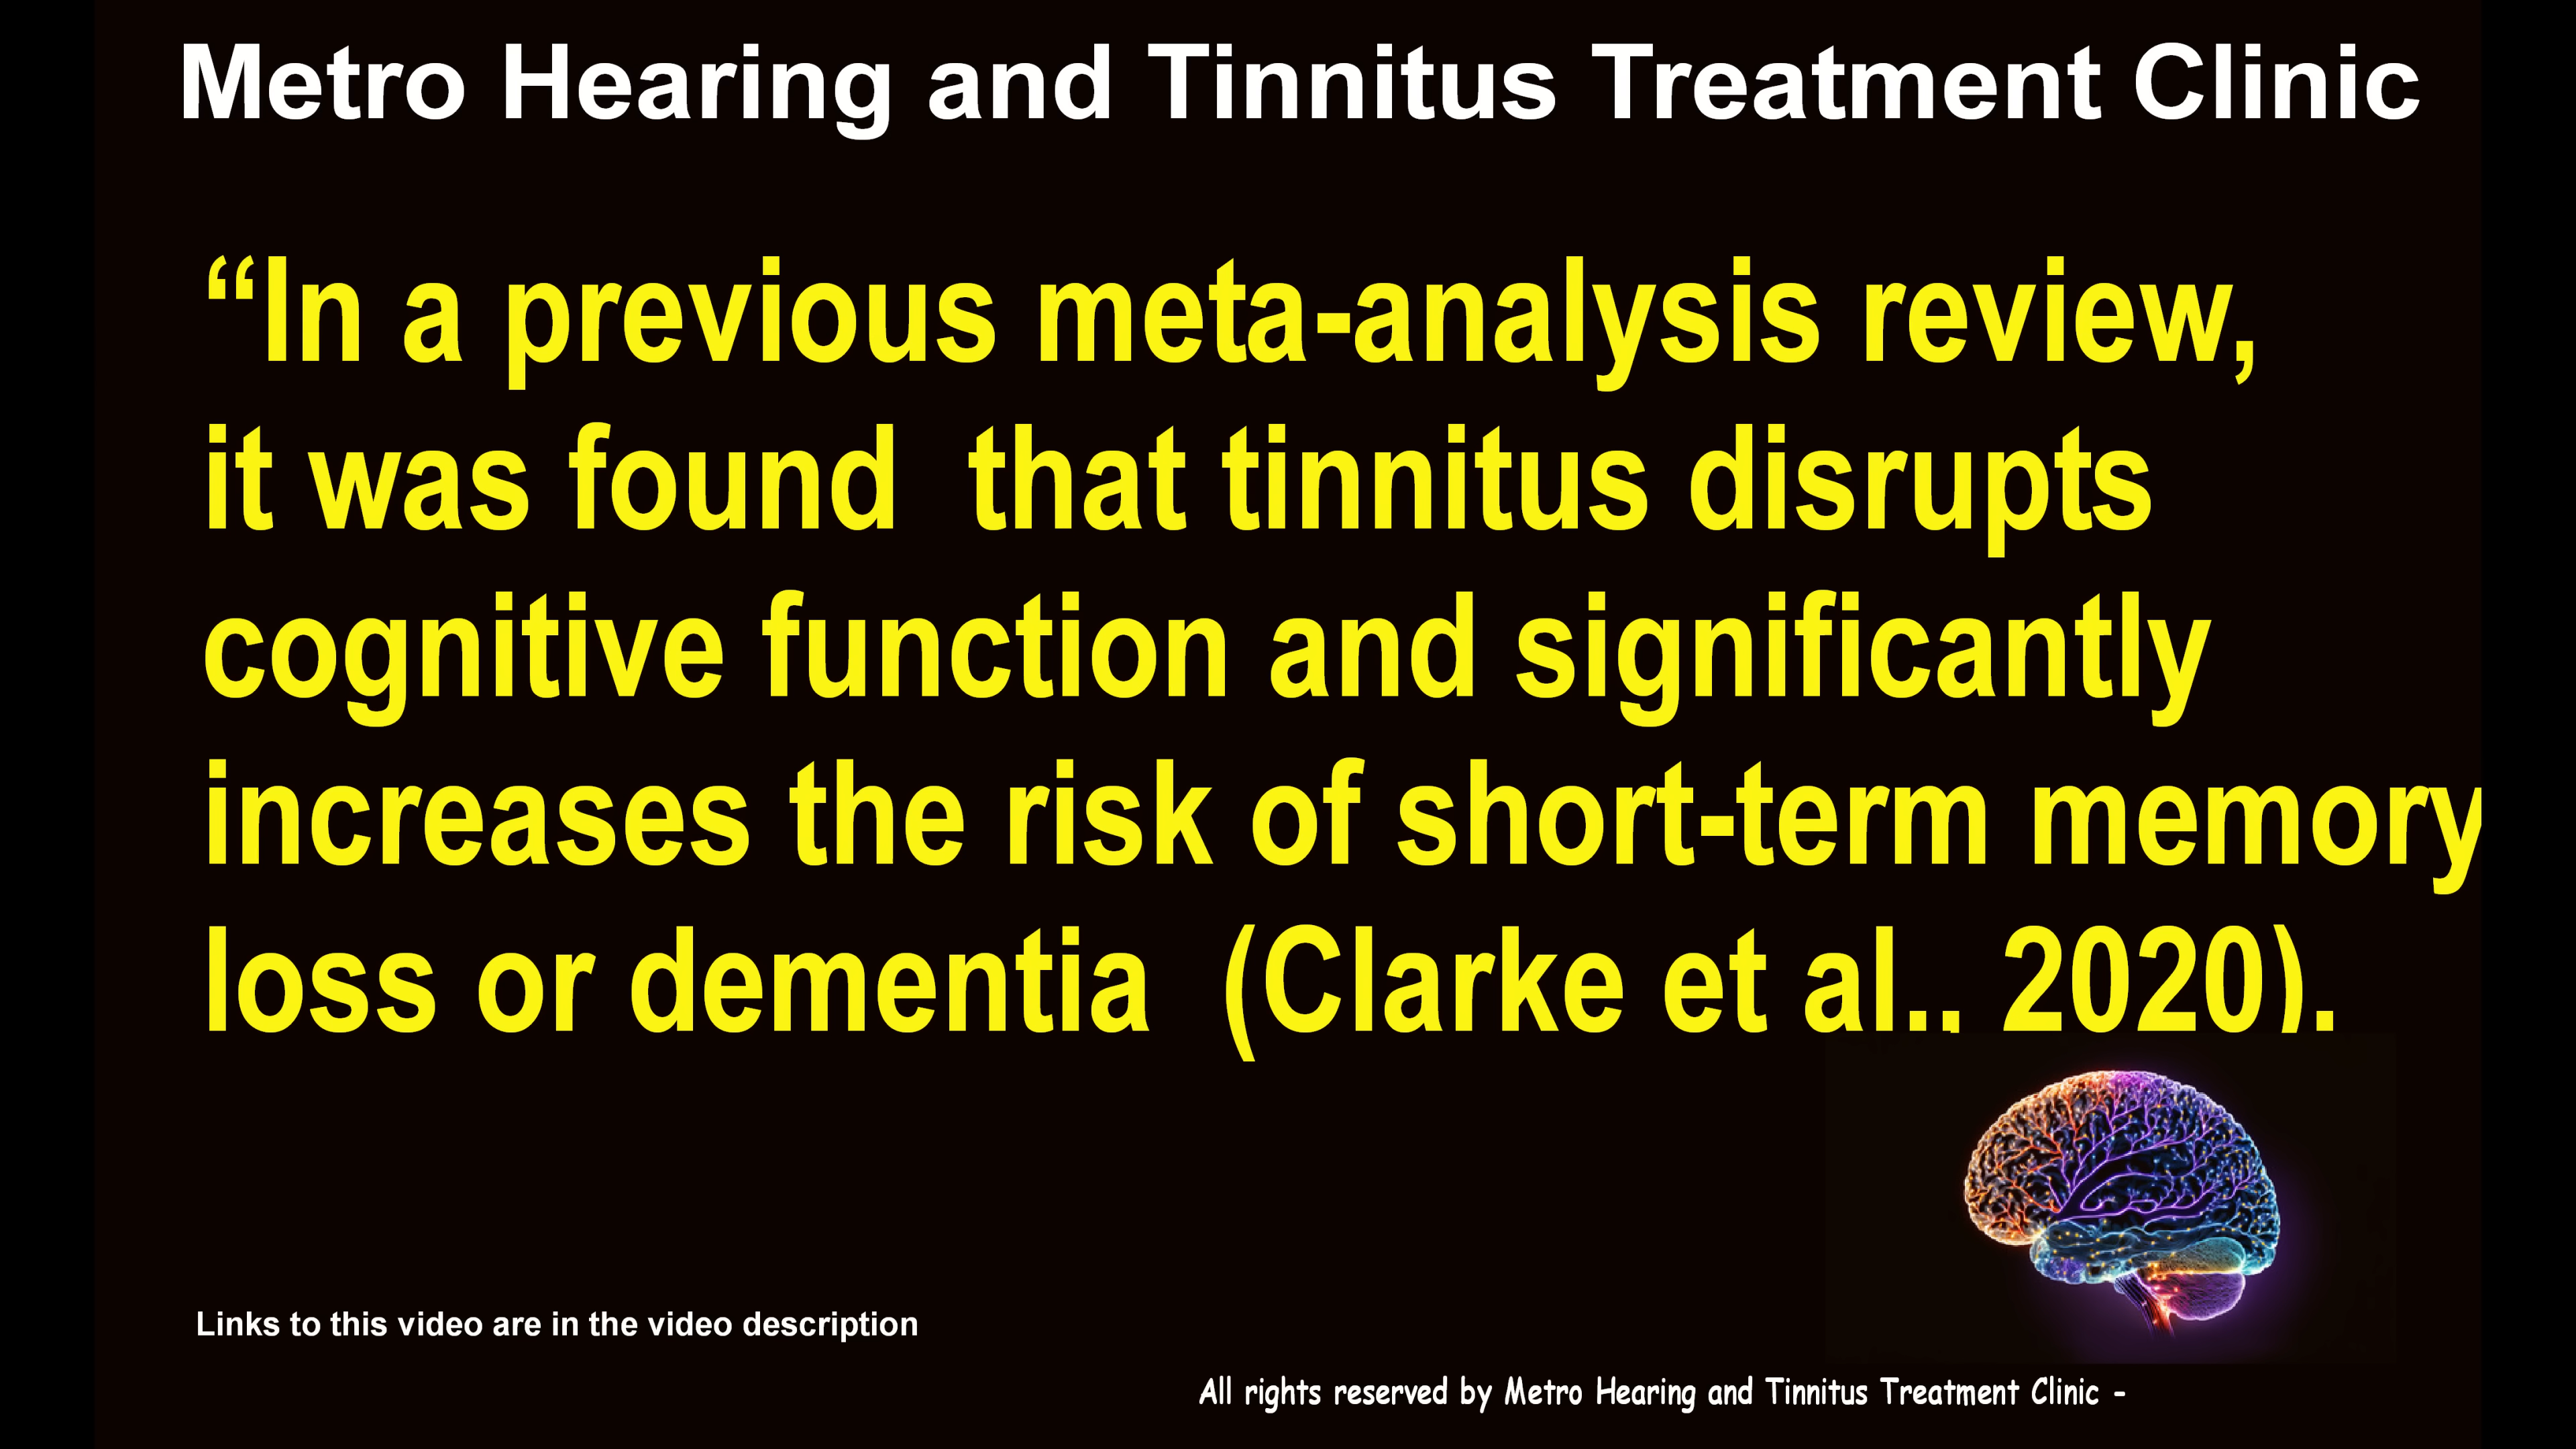 Metro Hearing and Tinnitus Treatment Clinic
“In a previous meta-analysis review,
it was found  that tinnitus disrupts
cognitive function and significantly
increases the risk of short-term memory
loss or dementia  (Clarke et al., 2020).
Links to this video are in the video description
All rights reserved by Metro Hearing and Tinnitus Treatment Clinic -